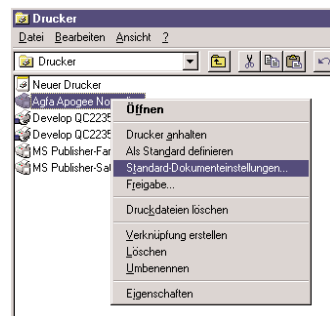 Drucker
Datei Bearbeiten Ansicht ?
Drucker
Neuer Drucker
Agfa Apogee No
Develop QC2235
Develop QC2235
MS Publisher-Far
MS Publisher-Sa
Öffnen
Drucker anhalten
Als Standard definieren
Standard-Dokumenteinstellungen...
Freigabe...
Druckdateien löschen
Verknüpfung erstellen
Löschen
Umbenennen
Eigenschaften